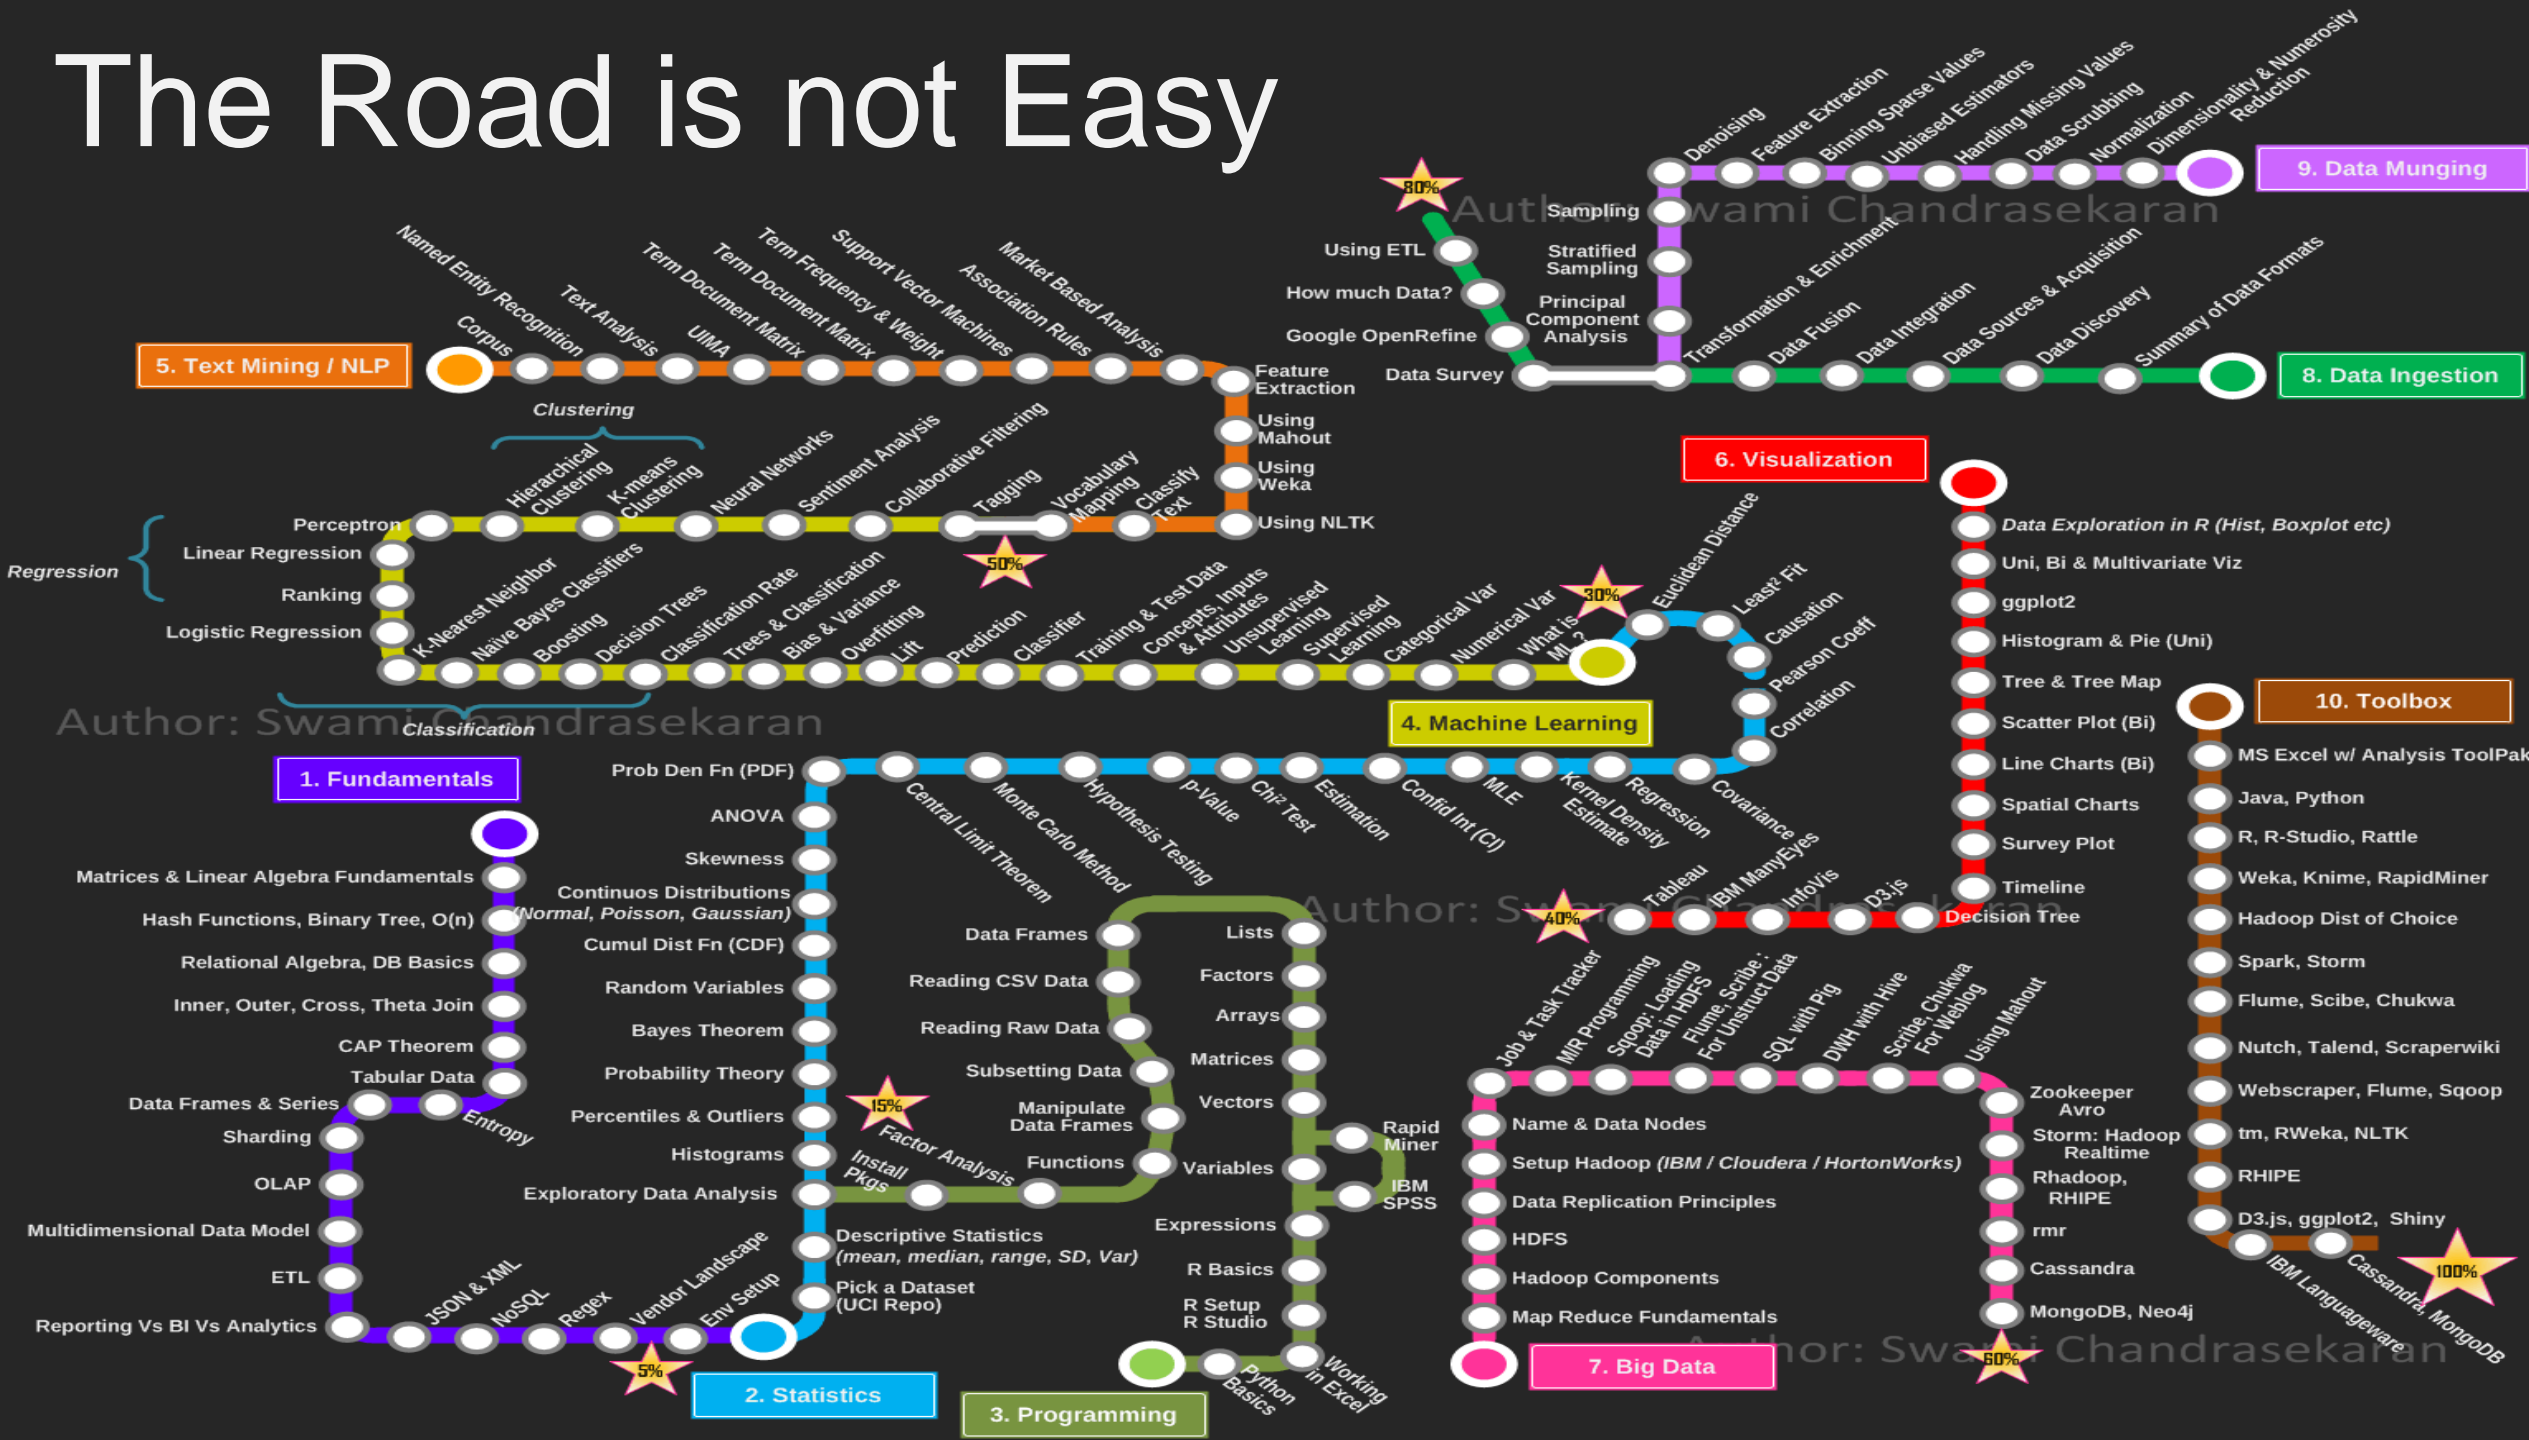 The Road is not Easy
Author: Swami Chandrasekaran
9. Data Munging
Dimensionality & Numerosity
Reduction
Normalization
Data Scrubbing
Handling Missing Values
Unbiased Estimators
Binning Sparse Values
Feature Extraction
Denoising
Sampling
Stratified
Sampling
Principal
Component
Analysis
80%
Using ETL
How much Data?
Google OpenRefine
Data Survey
Transformation & Enrichment
Data Fusion
Data Integration
Data Sources & Acquisition
Data Discovery
Summary of Data Formats
8. Data Ingestion
5. Text Mining / NLP
Corpus
Named Entity Recognition
Text Analysis
UIMA
Term Document Matrix
Term Document Matrix
Term Frequency & Weight
Support Vector Machines
Association Rules
Market Based Analysis
Feature
Extraction
Using
Mahout
Using
Weka
Using NLTK
Classify
Text
Vocabulary
Mapping
50%
Tagging
Collaborative Filtering
Sentiment Analysis
Neural Networks
Clustering
K-means
Clustering
Hierarchical
Clustering
Perceptron
Regression
Linear Regression
Ranking
Logistic Regression
K-Nearest Neighbor
Naive Bayes Classifiers
Boosting
Decision Trees
Classification Rate
Classification
Trees & Classification
Bias & Variance
Overfitting
Lift
Prediction
Classifier
Training & Test Data
Concepts, Inputs
& Attributes
Unsupervised
Learning
Supervised
Learning
Categorical Var
Numerical Var
What is
ML?
30%
4. Machine Learning
Author: Swami Chandrasekaran
Euclidean Distance
Least² Fit
Causation
Pearson Coeff
Correlation
Covariance
Regression
Kernel Density
Estimate
MLE
Confid Int (CI)
Estimation
Chi² Test
p-Value
Hypothesis Testing
Monte Carlo Method
Central Limit Theorem
Prob Den Fn (PDF)
ANOVA
Skewness
Continuos Distributions
(Normal, Poisson, Gaussian)
Cumul Dist Fn (CDF)
Random Variables
Bayes Theorem
Probability Theory
Percentiles & Outliers
Histograms
Exploratory Data Analysis
Descriptive Statistics
(mean, median, range, SD, Var)
Pick a Dataset
(UCI Repo)
2. Statistics
1. Fundamentals
Matrices & Linear Algebra Fundamentals
Hash Functions, Binary Tree, O(n)
Relational Algebra, DB Basics
Inner, Outer, Cross, Theta Join
CAP Theorem
Tabular Data
Entropy
Data Frames & Series
Sharding
OLAP
Multidimensional Data Model
ETL
Reporting Vs BI Vs Analytics
JSON & XML
NoSQL
Regex
Vendor Landscape
Env Setup
5%
15%
Install
Pkgs
Factor Analysis
Functions
Manipulate
Data Frames
Subsetting Data
Reading Raw Data
Reading CSV Data
Data Frames
Lists
Factors
Arrays
Matrices
Vectors
Rapid
Miner
Variables
IBM
SPSS
Expressions
R Basics
R Setup
R Studio
Working
in Excel
Python
Basics
3. Programming
6. Visualization
Data Exploration in R (Hist, Boxplot etc)
Uni, Bi & Multivariate Viz
ggplot2
Histogram & Pie (Uni)
Tree & Tree Map
Scatter Plot (Bi)
Line Charts (Bi)
Spatial Charts
Survey Plot
Timeline
Decision Tree
D3.js
InfoVis
IBM ManyEyes
Tableau
40%
Author: Swami Chandrasekaran
7. Big Data
Map Reduce Fundamentals
Hadoop Components
HDFS
Data Replication Principles
Setup Hadoop (IBM / Cloudera / HortonWorks)
Name & Data Nodes
Job & Task Tracker
M/R Programming
Sqoop: Loading
Data in HDFS
Flume, Scribe:
For Unstruct Data
SQL with Pig
DWH with Hive
Scribe, Chukwa
For Weblog
Using Mahout
Zookeeper
Avro
Storm: Hadoop
Realtime
Rhadoop,
RHIPE
rmr
Cassandra
MongoDB, Neo4j
60%
Author: Swami Chandrasekaran
10. Toolbox
MS Excel w/ Analysis ToolPak
Java, Python
R, R-Studio, Rattle
Weka, Knime, RapidMiner
Hadoop Dist of Choice
Spark, Storm
Flume, Scibe, Chukwa
Nutch, Talend, Scraperwiki
Webscraper, Flume, Sqoop
tm, RWeka, NLTK
RHIPE
D3.js, ggplot2, Shiny
IBM Languageware
Cassandra, MongoDB
100%